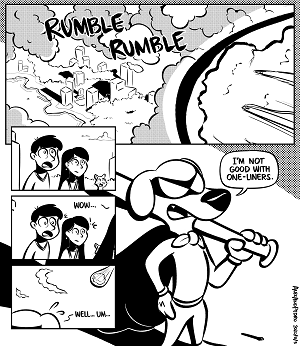 RUMBLE,
RUMBLE
I'M NOT
GOOD WITH
ONE-LINERS.
WOW...
WELL... UM...